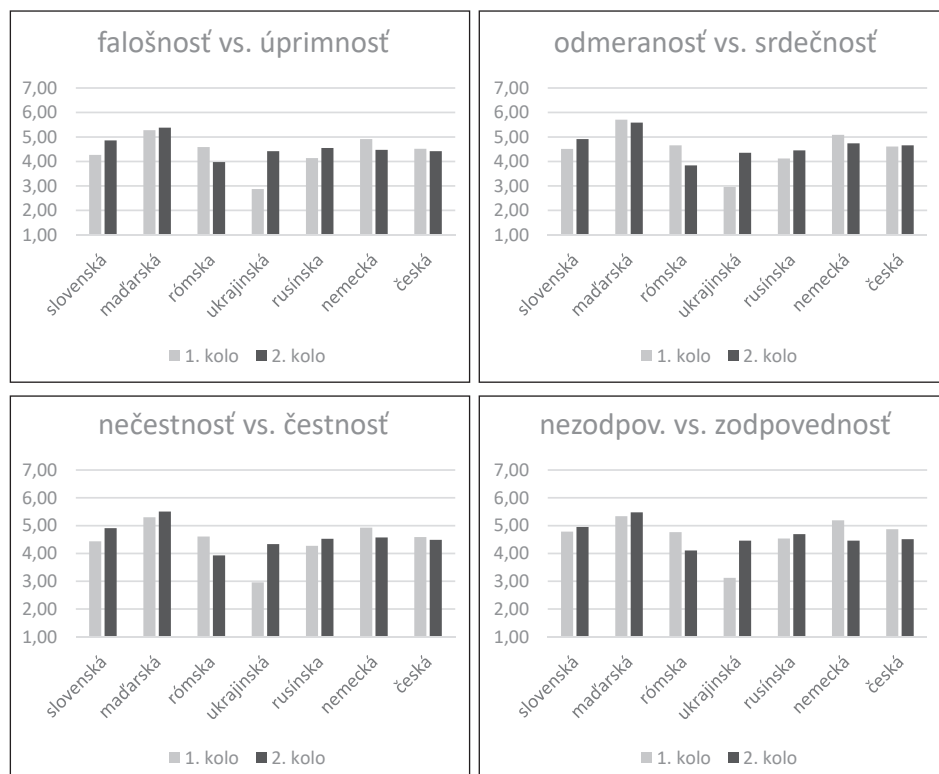 falošnosť vs. úprimnosť
7,00
6,00
5,00
4,00
3,00
2,00
1,00
slovenská
maďarská
rómska
ukrajinská
rusínska
nemecká
česká
1. kolo 2. kolo
odmeranosť vs. srdečnosť
7,00
6,00
5,00
4,00
3,00
2,00
1,00
slovenská
maďarská
rómska
ukrajinská
rusínska
nemecká
česká
1. kolo 2. kolo
nečestnosť vs. čestnosť
7,00
6,00
5,00
4,00
3,00
2,00
1,00
slovenská
maďarská
rómska
ukrajinská
rusínska
nemecká
česká
1. kolo 2. kolo
nezodpov. vs. zodpovednosť
7,00
6,00
5,00
4,00
3,00
2,00
1,00
slovenská
maďarská
rómska
ukrajinská
rusínska
nemecká
česká
1. kolo 2. kolo